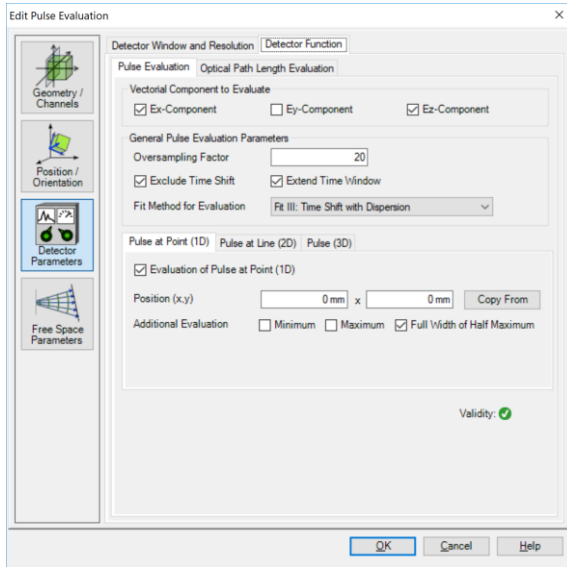 Edit Pulse Evaluation
Geometry /
Channels
Position /
Orientation
Detector
Parameters
Free Space
Parameters
Detector Window and Resolution Detector Function
Pulse Evaluation Optical Path Length Evaluation
Vectorial Component to Evaluate
Ex-Component Ey-Component Ez-Component
General Pulse Evaluation Parameters
Oversampling Factor 20
Exclude Time Shift Extend Time Window
Fit Method for Evaluation Fit III: Time Shift with Dispersion
Pulse at Point (1D) Pulse at Line (2D) Pulse (3D)
Evaluation of Pulse at Point (1D)
Position (x,y) 0 mm x 0 mm Copy From
Additional Evaluation Minimum Maximum Full Width of Half Maximum
Validity:
OK Cancel Help